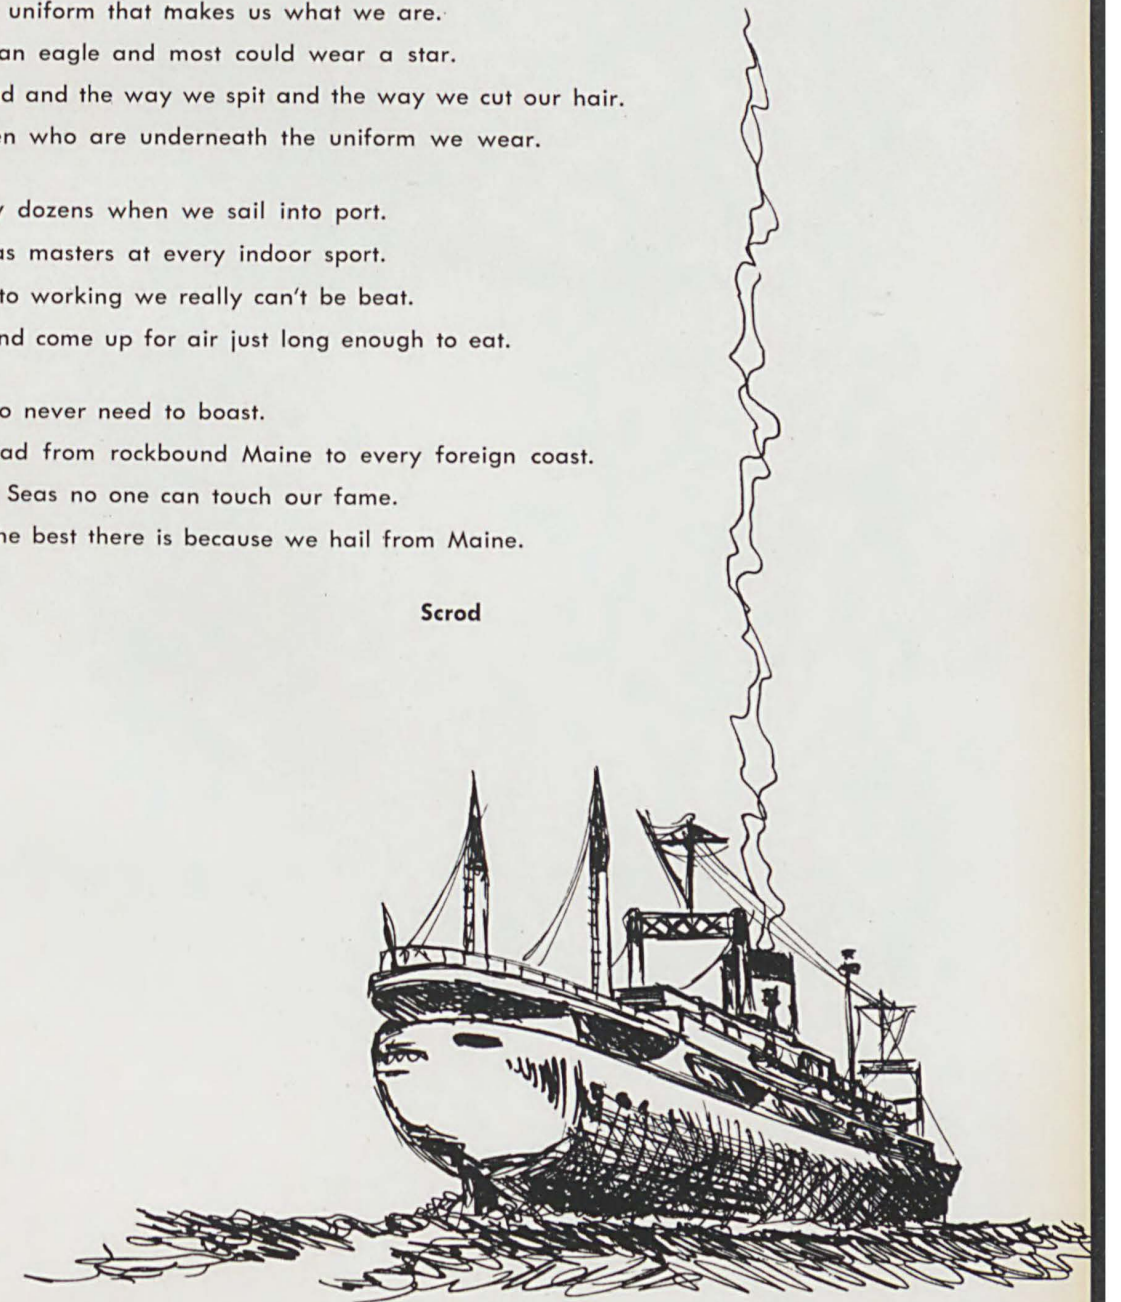 uniform that makes us what we are.
an eagle and most could wear a star.
d and the way we spit and the way we cut our hair.
n who are underneath the uniform we wear.
dozens when we sail into port.
as masters at every indoor sport.
to working we really can't be beat.
nd come up for air just long enough to eat.
o never need to boast.
ad from rockbound Maine to every foreign coast.
Seas no one can touch our fame.
he best there is because we hail from Maine.
Scrod